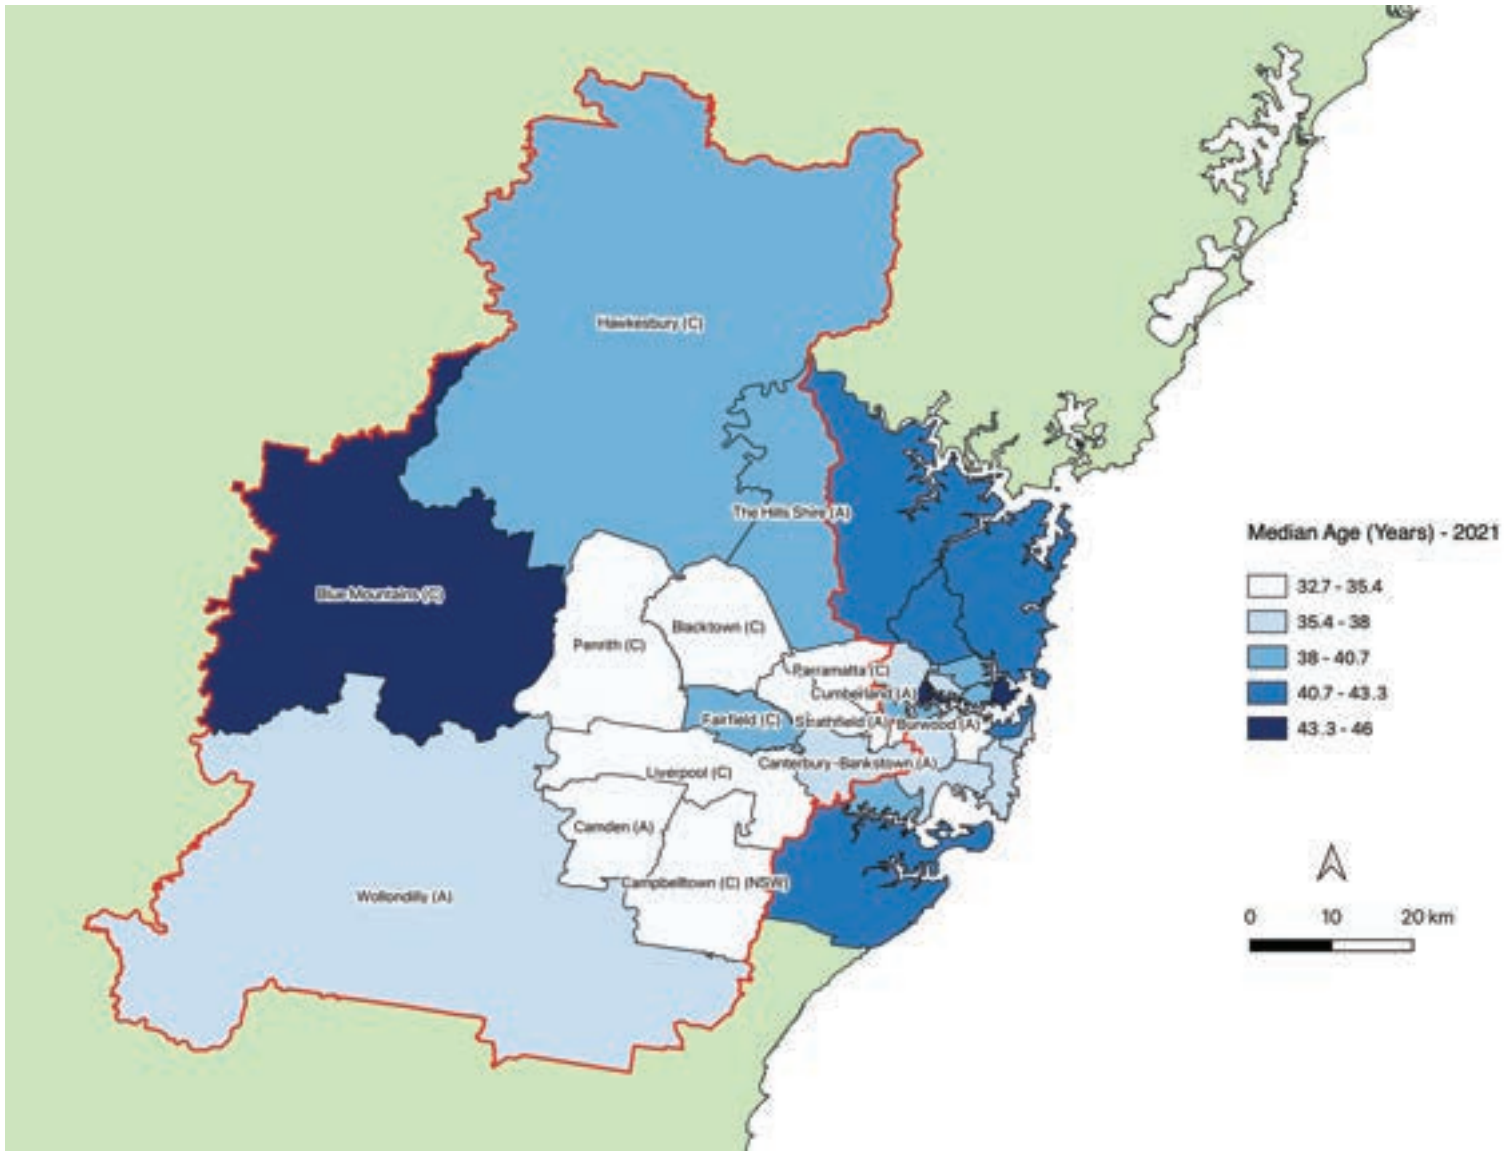 Hawkesbury (C)
The Hills Shire (A)
Blue Mountains (C)
Blacktown (C)
Penrith (C)
Parramatta (C)
Cumberland (A)
Fairfield (C)
Strathfield (A)
Burwood (A)
Canterbury-Bankstown (A)
Liverpool (C)
Camden (A)
Campbelltown (C) (NSW)
Wollondilly (A)
Median Age (Years) - 2021
32.7 - 35.4
35.4 - 38
38 - 40.7
40.7 - 43.3
43.3 - 46
0 10 20 km